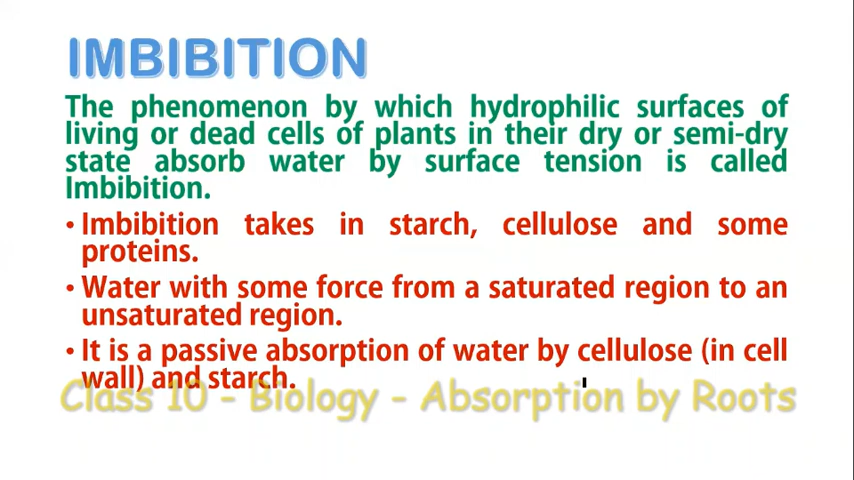 IMBIBITION
The phenomenon by which hydrophilic surfaces of
living or dead cells of plants in their dry or semi-dry
state absorb water by surface tension is called
Imbibition.
• Imbibition takes in starch, cellulose and some
proteins.
• Water with some force from a saturated region to an
unsaturated region.
• It is a passive absorption of water by cellulose (in cell
wall) and starch.
Class 10 - Biology - Absorption by Roots